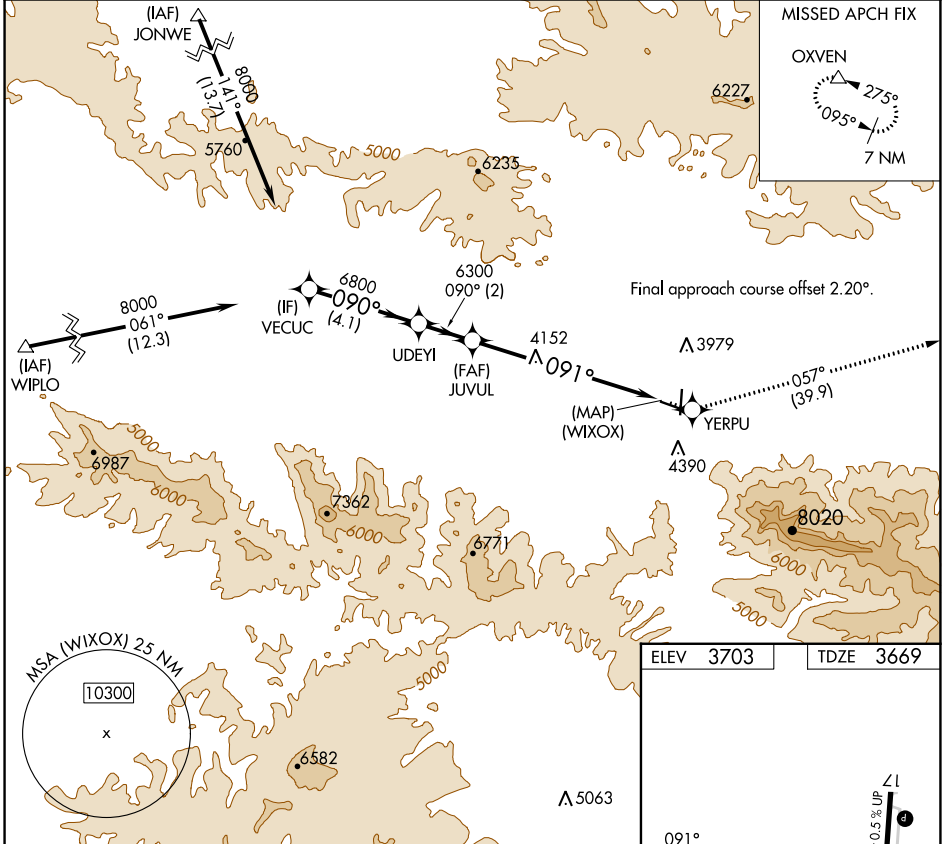 (IAF)
JONWE
8000
141°
(13.7)
5760
5000
6235
6227
MISSED APCH FIX
OXVEN
275°
095°
7 NM
8000
061°
(12.3)
(IAF)
WIPLO
(IF)
VECUC
6800
090°
(4.1)
6300
090° (2)
UDEYI
(FAF)
JUVUL
4152
091°
Final approach course offset 2.20°.
3979
(MAP)
(WIXOX)
YERPU
057°
(39.9)
4390
5000
6987
6000
7362
6000
6771
8020
6000
5000
MSA (WIXOX) 25 NM
10300
x
5000
6582
5063
ELEV 3703
TDZE 3669
091°
17
0.5 % UP
P